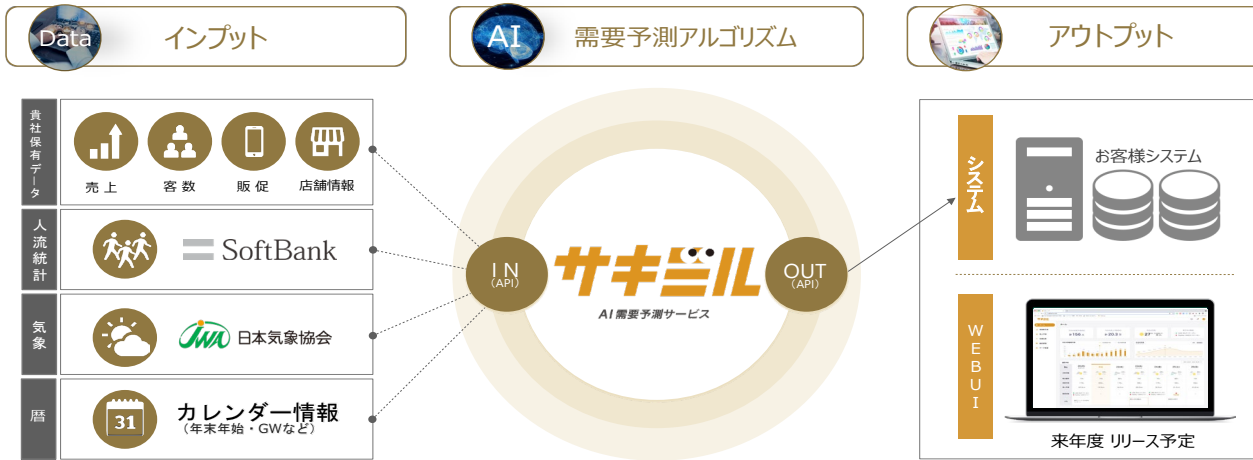 Data
インプット
AI
需要予測アルゴリズム
アウトプット
貴社保有データ
売上
客数
販促
店舗情報
人流統計
SoftBank
気象
JWA
日本気象協会
暦
31
カレンダー情報
(年末年始・GWなど)
IN
(API)
サキミル
AI需要予測サービス
OUT
(API)
システム
お客様システム
WEBUI
来年度 リリース予定